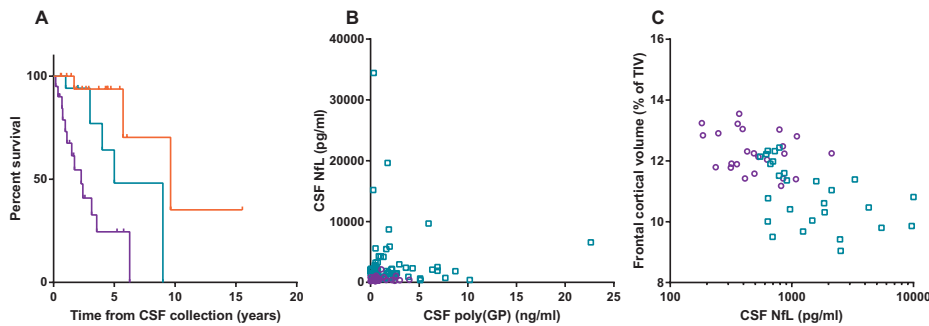 A
Percent survival
100
50
0
0 5 10 15 20
Time from CSF collection (years)
B
CSF NfL
(pg/ml)
40000
30000
20000
10000
0
0 5 10 15 20 25
CSF poly(GP) (ng/ml)
C
Frontal cortical volume (% of TIV)
16
14
12
10
8
100 1000 10000
CSF NfL (pg/ml)